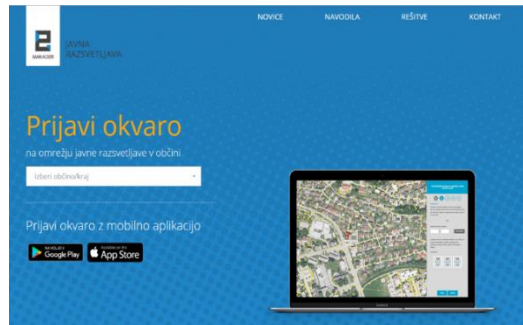 NOVICE NAVODILA REŠITVE KONTAKT
MANAGER
JAVNA
RAZSVETLJAVA
Prijavi okvaro
na omrežju javne razsvetljave v občini
Izberi občino/kraj
Prijavi okvaro z mobilno aplikacijo
Google Play
App Store